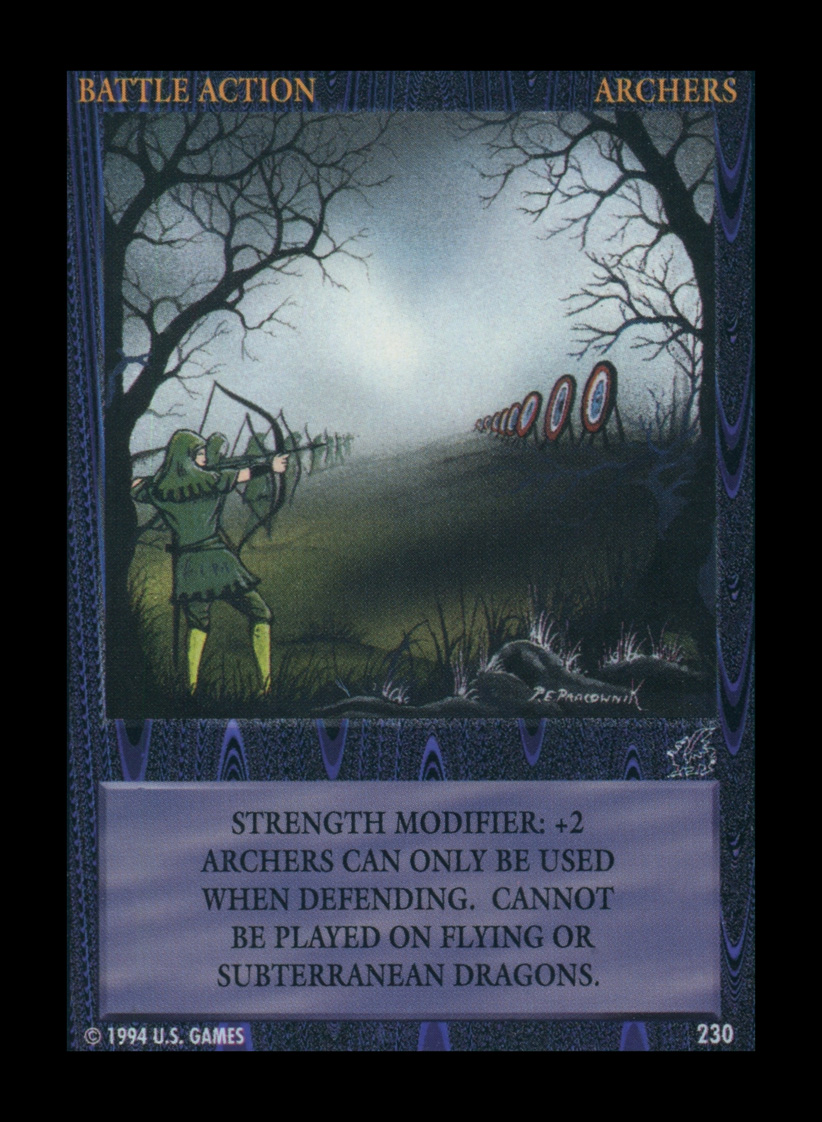 BATTLE ACTION
ARCHERS
P.E PRACOWNIK
STRENGTH MODIFIER: +2
ARCHERS CAN ONLY BE USED
WHEN DEFENDING. CANNOT
BE PLAYED ON FLYING OR
SUBTERRANEAN DRAGONS.
© 1994 U.S. GAMES
230